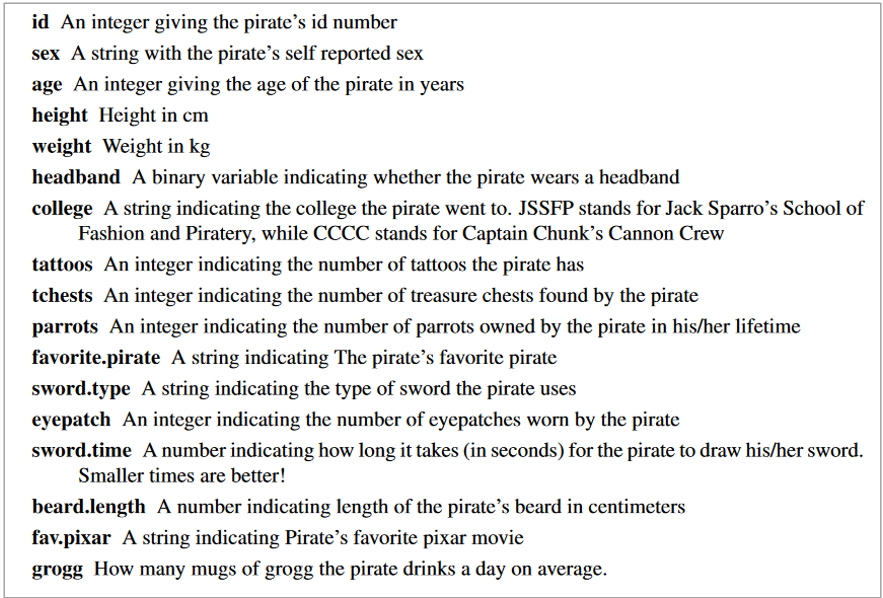 id An integer giving the pirate's id number
sex A string with the pirate's self reported sex
age An integer giving the age of the pirate in years
height Height in cm
weight Weight in kg
headband A binary variable indicating whether the pirate wears a headband
college A string indicating the college the pirate went to. JSSFP stands for Jack Sparro's School of
Fashion and Piratery, while CCCC stands for Captain Chunk's Cannon Crew
tattoos An integer indicating the number of tattoos the pirate has
tchests An integer indicating the number of treasure chests found by the pirate
parrots An integer indicating the number of parrots owned by the pirate in his/her lifetime
favorite.pirate A string indicating The pirate's favorite pirate
sword.type A string indicating the type of sword the pirate uses
eyepatch An integer indicating the number of eyepatches worn by the pirate
sword.time A number indicating how long it takes (in seconds) for the pirate to draw his/her sword.
Smaller times are better!
beard.length A number indicating length of the pirate's beard in centimeters
fav.pixar A string indicating Pirate's favorite pixar movie
grogg How many mugs of grogg the pirate drinks a day on average.